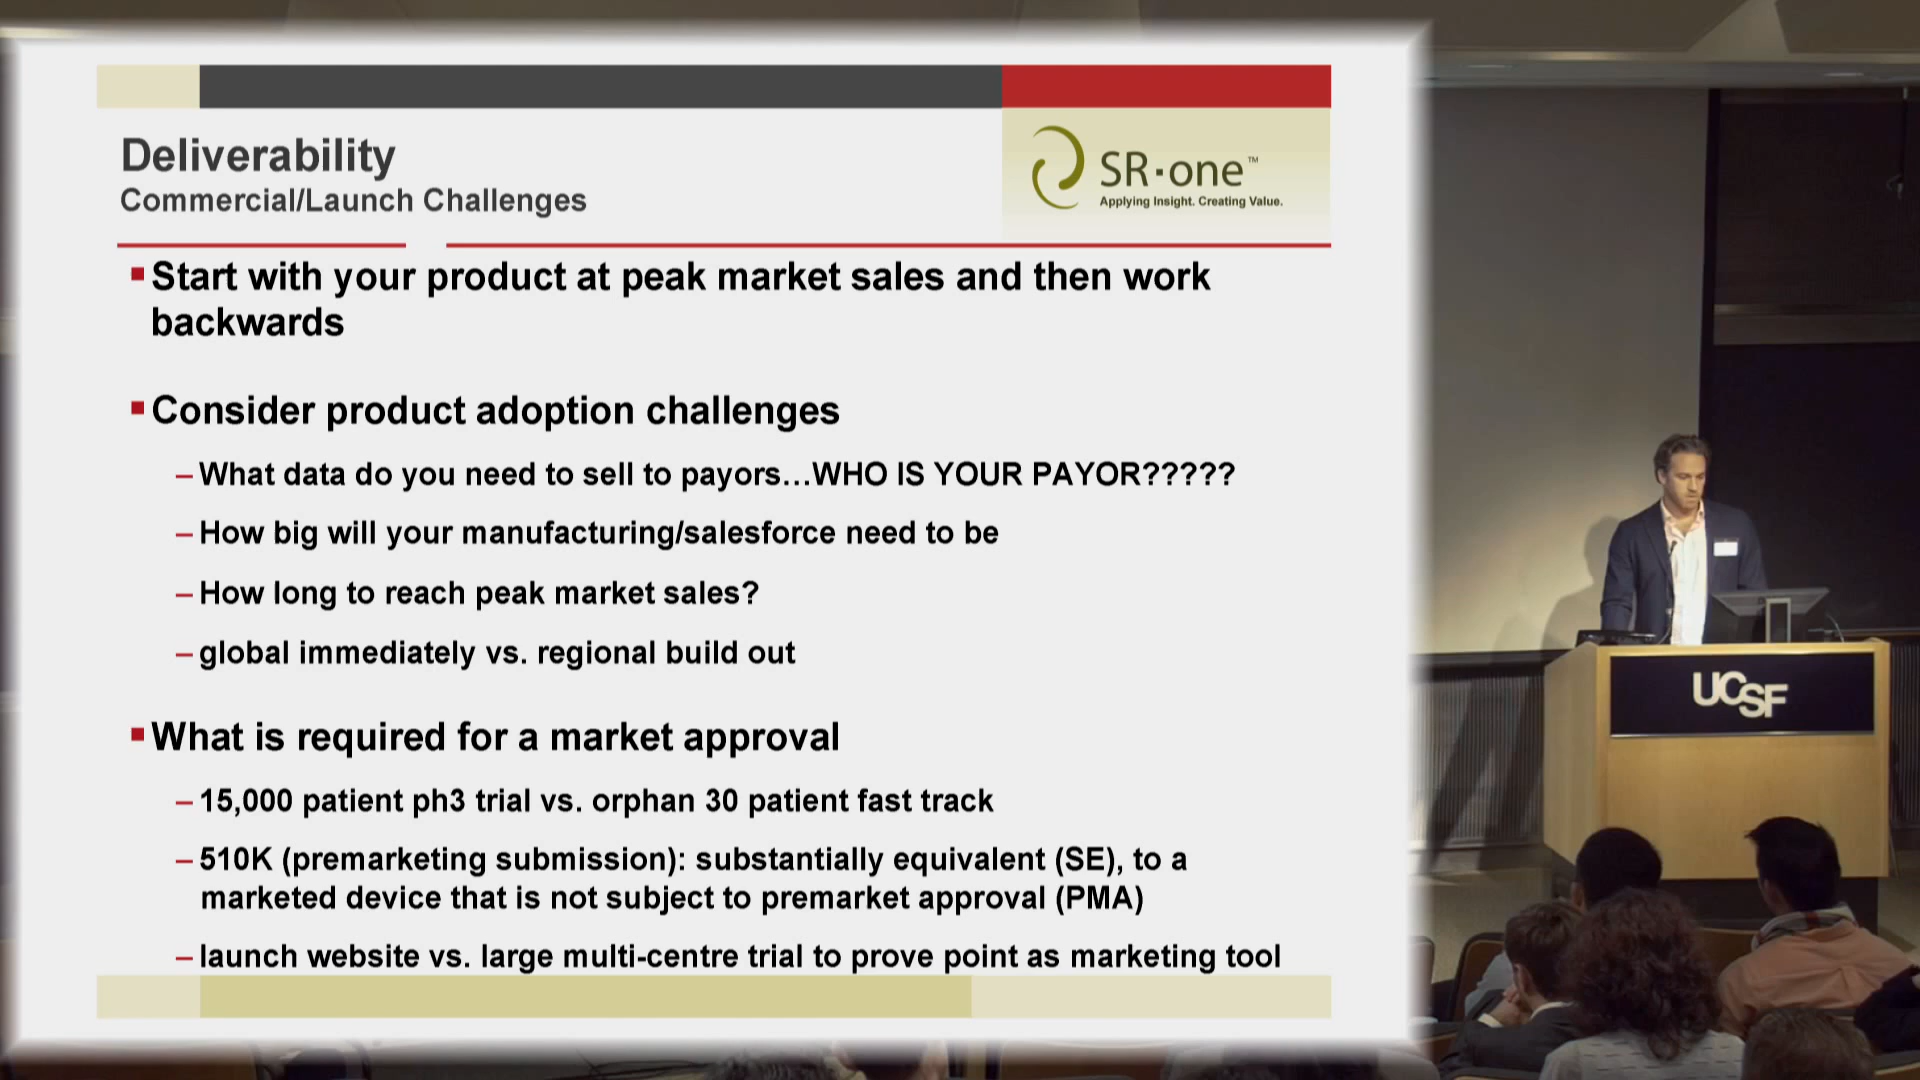 Deliverability
Commercial/Launch Challenges
SR·one™
Applying Insight. Creating Value.
Start with your product at peak market sales and then work
backwards
Consider product adoption challenges
– What data do you need to sell to payors…WHO IS YOUR PAYOR?????
– How big will your manufacturing/salesforce need to be
– How long to reach peak market sales?
– global immediately vs. regional build out
What is required for a market approval
– 15,000 patient ph3 trial vs. orphan 30 patient fast track
– 510K (premarketing submission): substantially equivalent (SE), to a
marketed device that is not subject to premarket approval (PMA)
– launch website vs. large multi-centre trial to prove point as marketing tool
UCSF